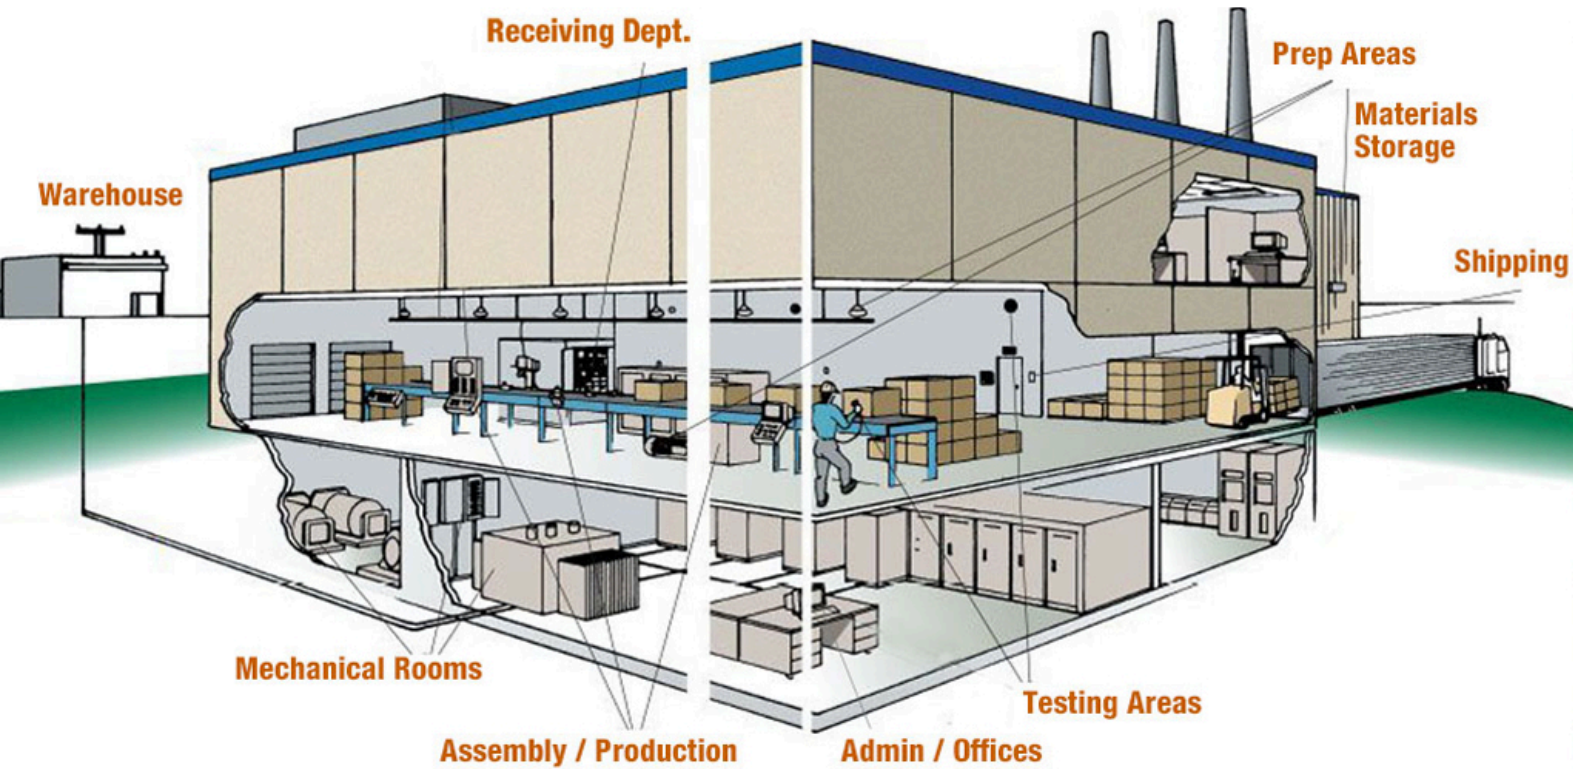 Receiving Dept.
Prep Areas
Materials
Storage
Warehouse
Shipping
Mechanical Rooms
Testing Areas
Assembly / Production
Admin / Offices